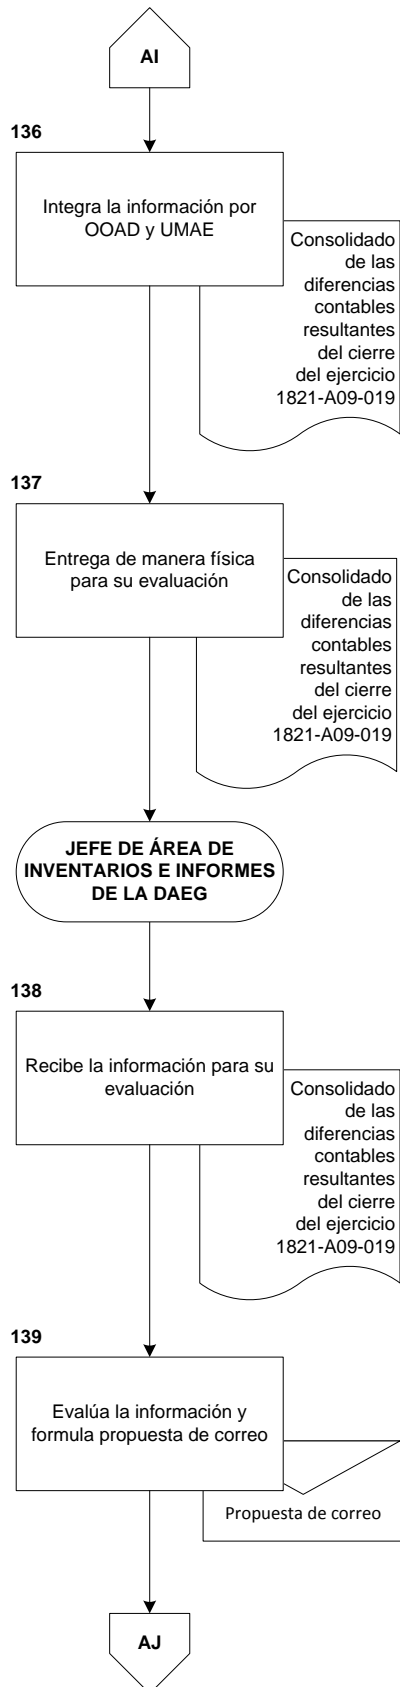 AI
136
Integra la información por
OOAD y UMAE
Consolidado
de las
diferencias
contables
resultantes
del cierre
del ejercicio
1821-A09-019
137
Entrega de manera física
para su evaluación
Consolidado
de las
diferencias
contables
resultantes
del cierre
del ejercicio
1821-A09-019
JEFE DE ÁREA DE
INVENTARIOS E INFORMES
DE LA DAEG
138
Recibe la información para su
evaluación
Consolidado
de las
diferencias
contables
resultantes
del cierre
del ejercicio
1821-A09-019
139
Evalúa la información y
formula propuesta de correo
Propuesta de correo
AJ